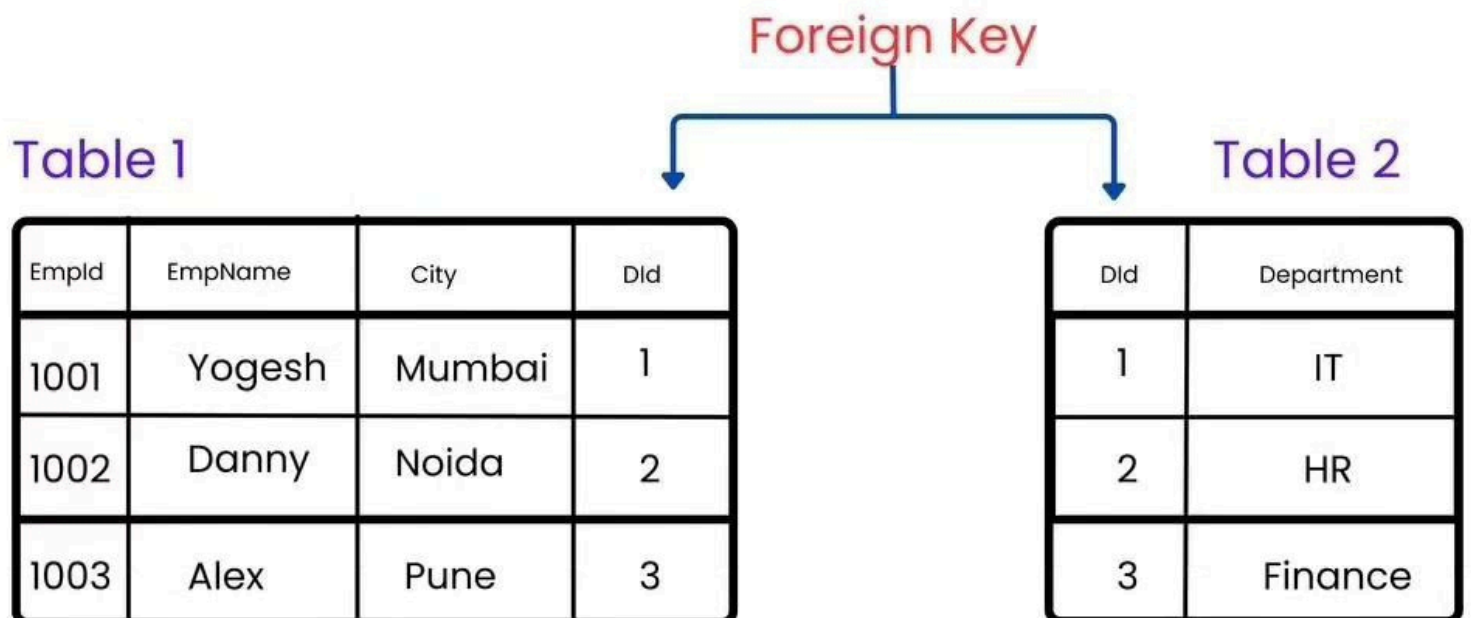 Foreign Key
Table 1
Table 2
EmpId EmpName City DId
1001 Yogesh Mumbai 1
1002 Danny Noida 2
1003 Alex Pune 3
DId Department
1 IT
2 HR
3 Finance